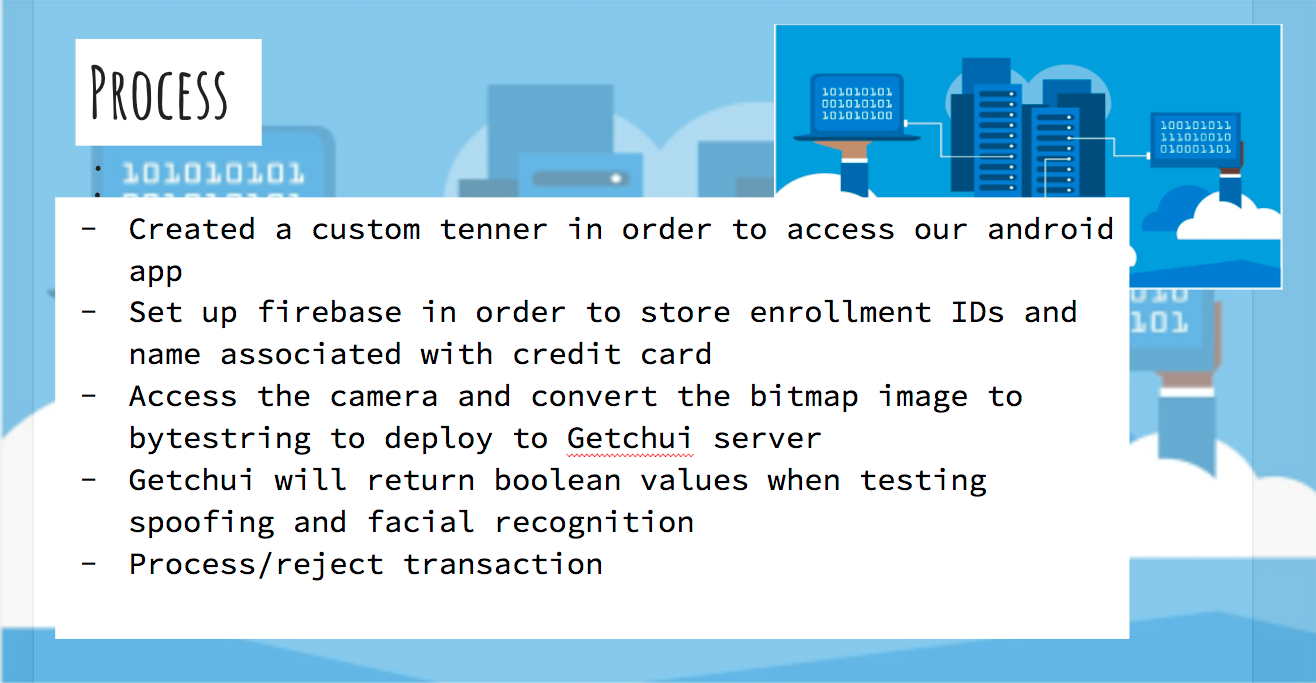 Process
101010101
001010101
101010100
100101011
111010010
010001101
101010101
- Created a custom tenner in order to access our android
app
- Set up firebase in order to store enrollment IDs and
name associated with credit card
- Access the camera and convert the bitmap image to
bytestring to deploy to Getchui server
- Getchui will return boolean values when testing
spoofing and facial recognition
- Process/reject transaction